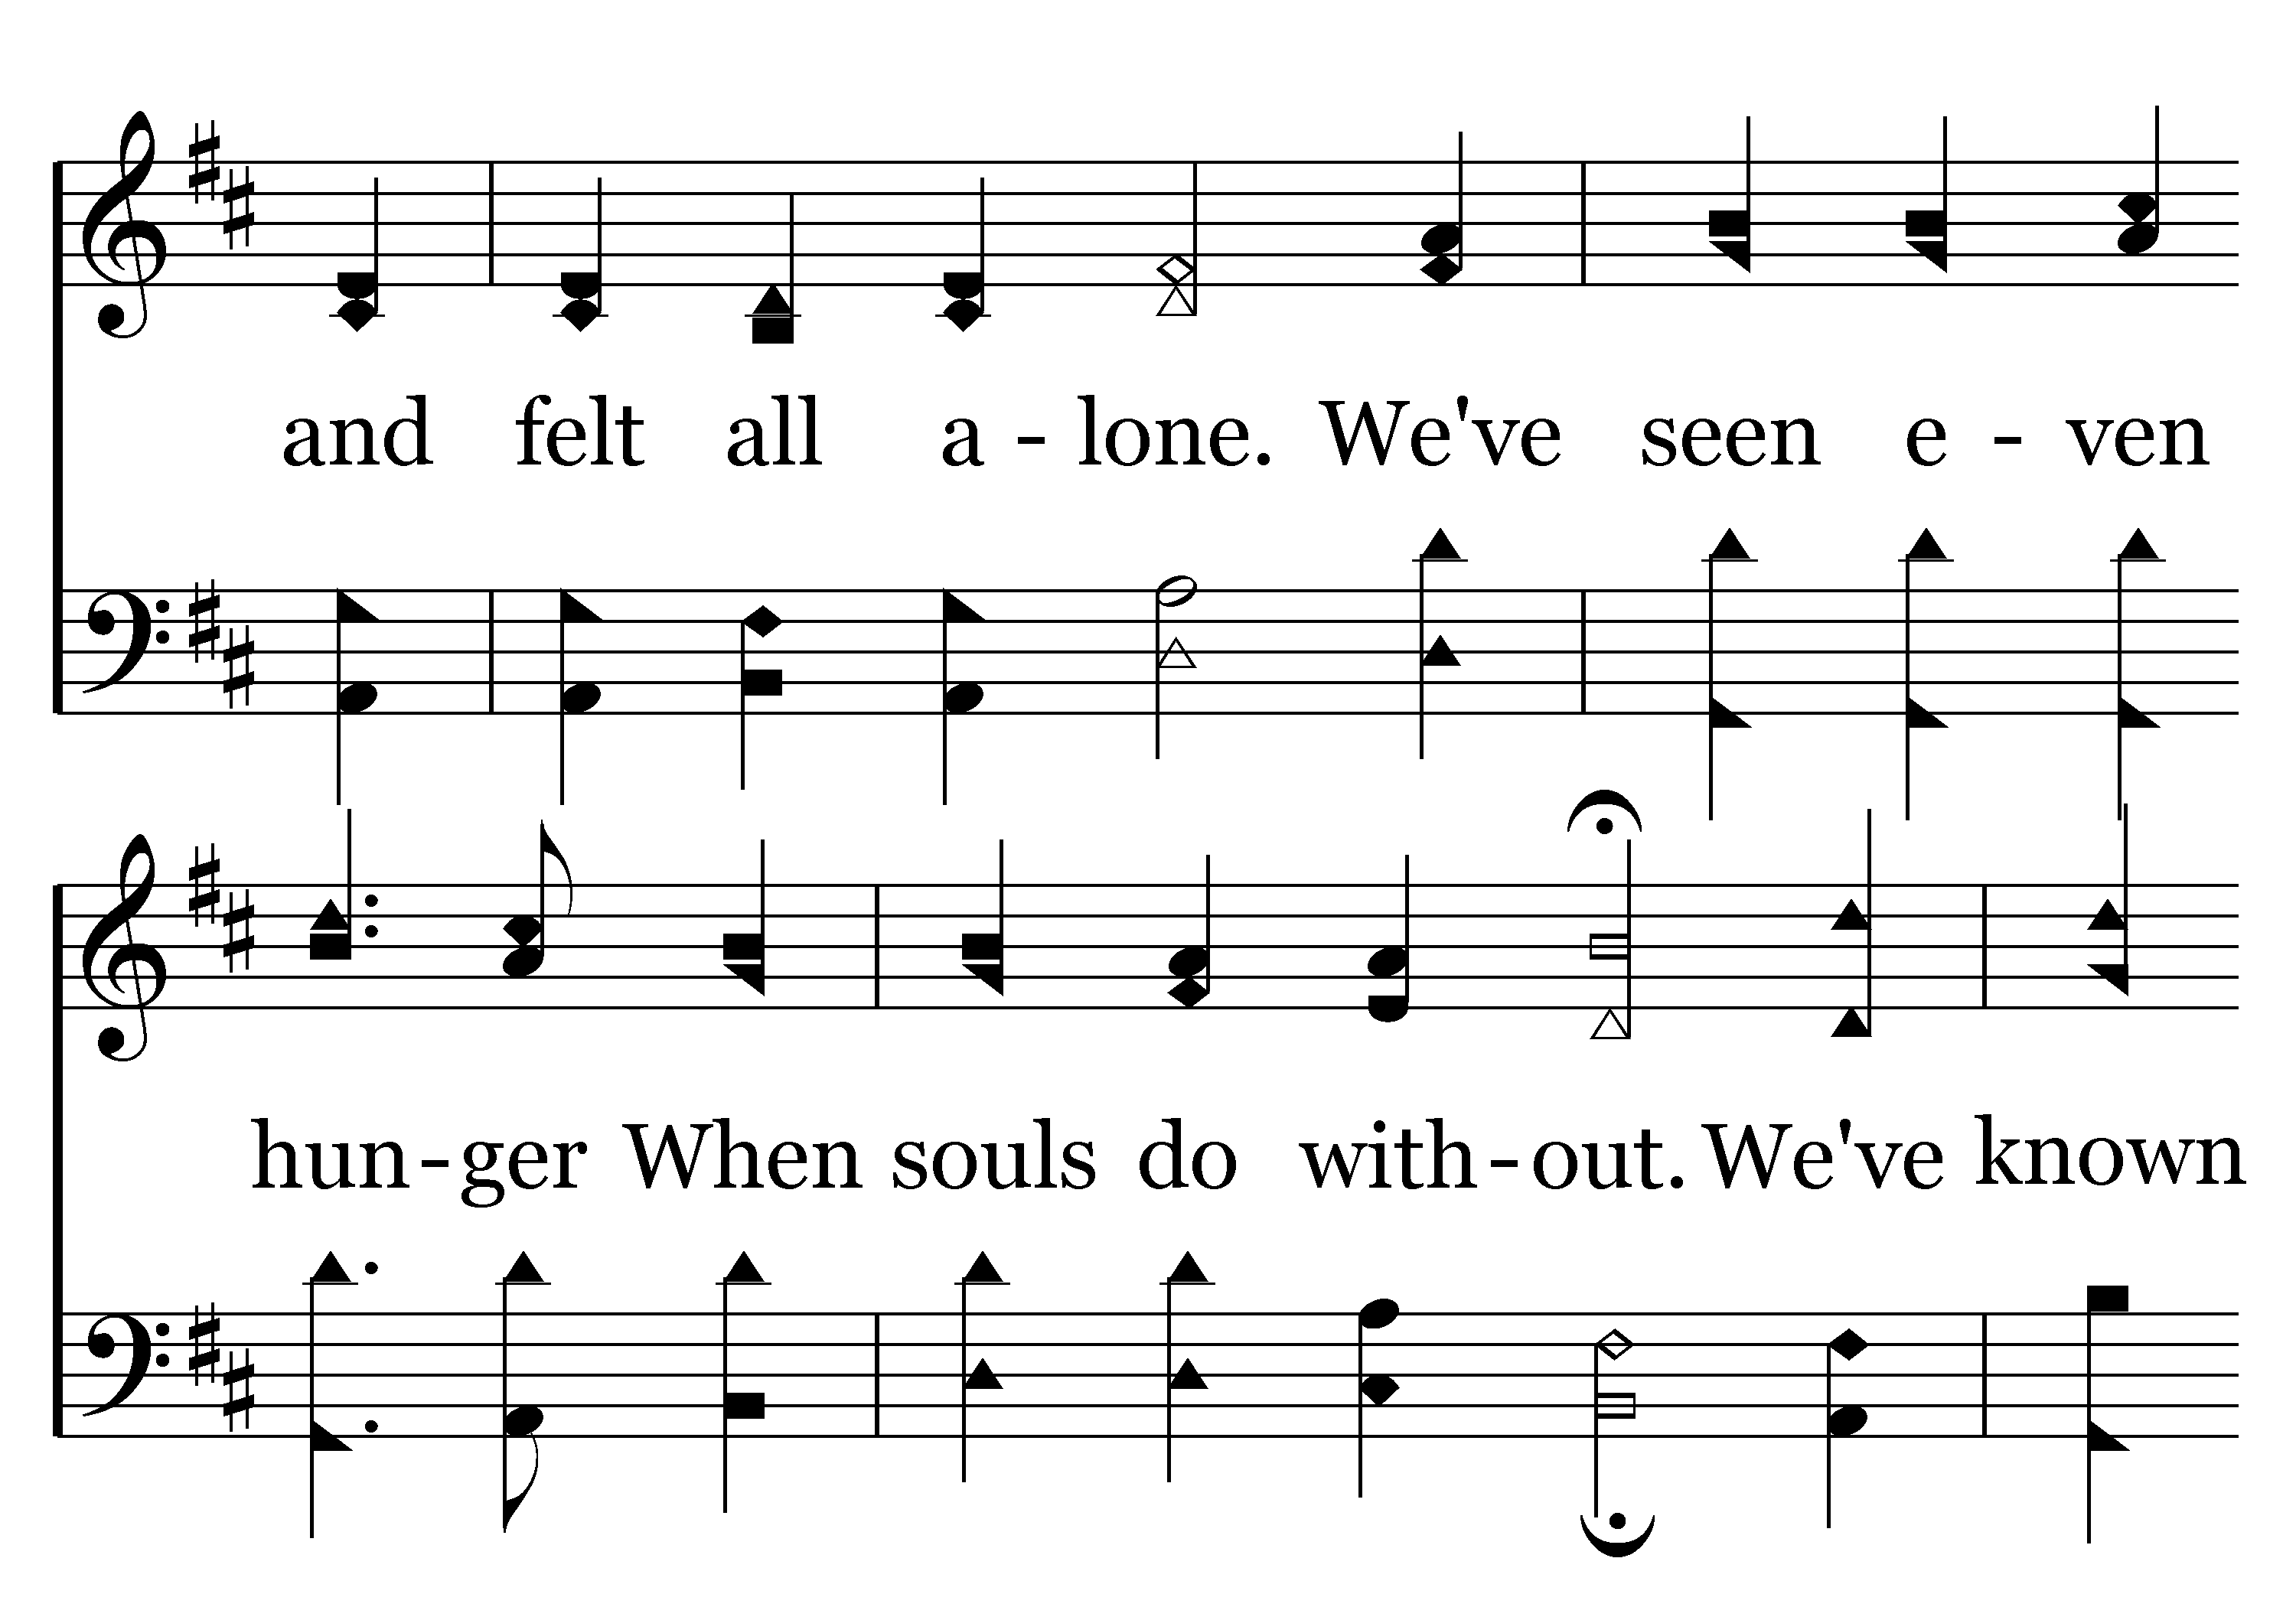 and felt all a - lone. We've seen e - ven
hun - ger When souls do with - out. We've known